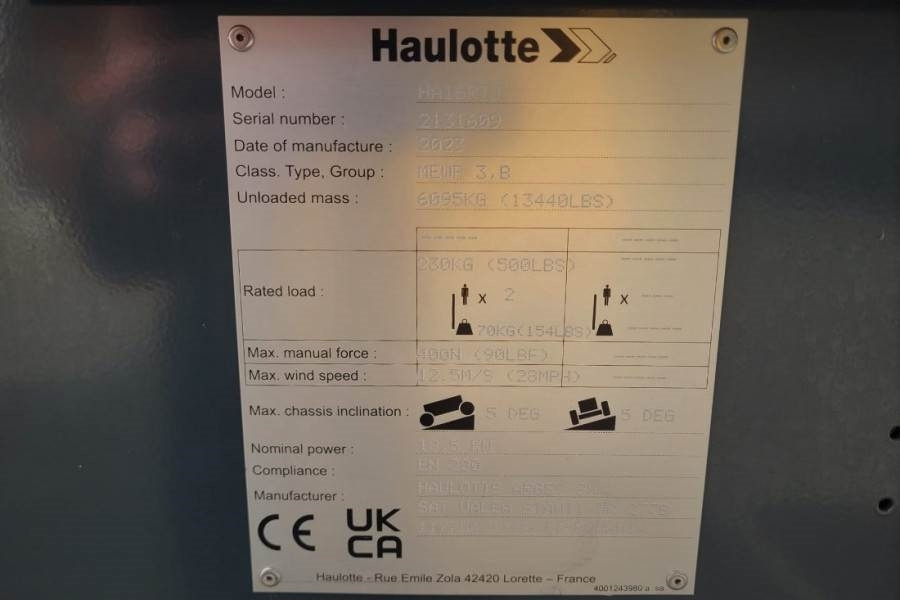 Haulotte
Model : HA16RTJ
Serial number : 2131609
Date of manufacture : 2023
Class. Type, Group : MEWP 3,B
Unloaded mass : 6095KG (13440LBS)
----- -----
230KG (500LBS) -----
Rated load : x 2 x ---
70KG(154LBS) -----
Max. manual force : 400N (90LBF) -----
Max. wind speed : 12.5M/S (28MPH) -----
Max. chassis inclination : 5 DEG 5 DEG
Nominal power :
Compliance : EN 280
Manufacturer : HAULOTTE
CE UK CA
Haulotte - Rue Emile Zola 42420 Lorette – France
4001243980 a